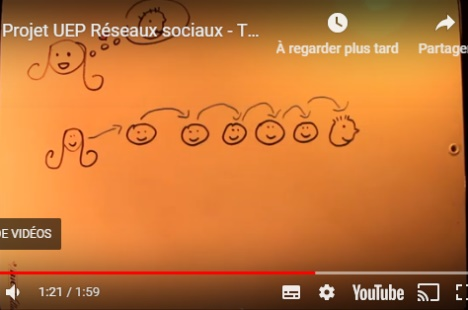 Projet UEP Réseaux sociaux - T...
À regarder plus tard
Partager
DE VIDÉOS
1:21 / 1:59
YouTube